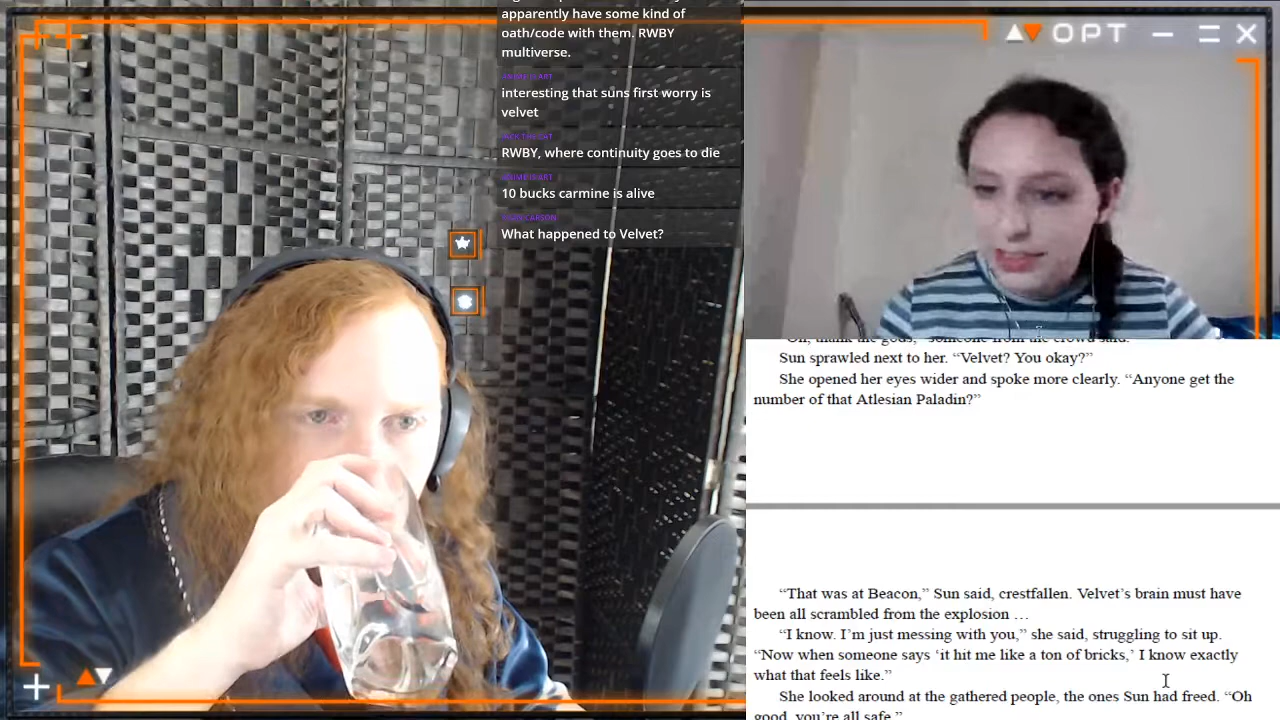 apparently have some kind of
oath/code with them. RWBY
multiverse.
interesting that suns first worry is
velvet
RWBY, where continuity goes to die
10 bucks carmine is alive
What happened to Velvet?
OPT
Sun sprawled next to her. “Velvet? You okay?”
She opened her eyes wider and spoke more clearly. “Anyone get the
number of that Atlesian Paladin?”
“That was at Beacon,” Sun said, crestfallen. Velvet’s brain must have
been all scrambled from the explosion …
“I know. I’m just messing with you,” she said, struggling to sit up.
“Now when someone says ‘it hit me like a ton of bricks,’ I know exactly
what that feels like.”
She looked around at the gathered people, the ones Sun had freed. “Oh
good, you’re all safe.”